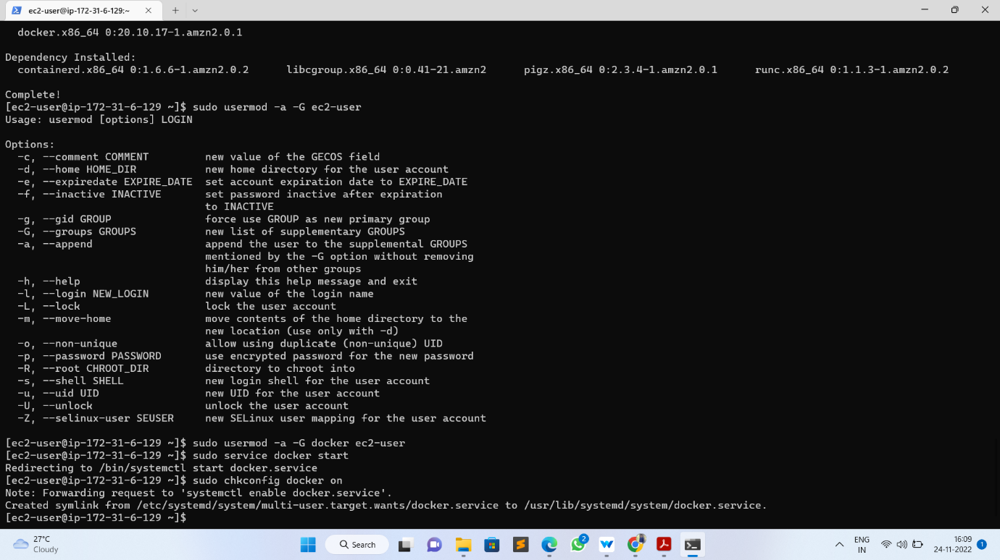 ec2-user@ip-172-31-6-129:~
docker.x86_64 0:20.10.17-1.amzn2.0.1
Dependency Installed:
containerd.x86_64 0:1.6.6-1.amzn2.0.2 libcgroup.x86_64 0:0.41-21.amzn2 pigz.x86_64 0:2.3.4-1.amzn2.0.1 runc.x86_64 0:1.1.3-1.amzn2.0.2
Complete!
[ec2-user@ip-172-31-6-129 ~]$ sudo usermod -a -G ec2-user
Usage: usermod [options] LOGIN
Options:
-c, --comment COMMENT new value of the GECOS field
-d, --home HOME_DIR new home directory for the user account
-e, --expiredate EXPIRE_DATE set account expiration date to EXPIRE_DATE
-f, --inactive INACTIVE set password inactive after expiration
to INACTIVE
-g, --gid GROUP force use GROUP as new primary group
-G, --groups GROUPS new list of supplementary GROUPS
-a, --append append the user to the supplemental GROUPS
mentioned by the -G option without removing
him/her from other groups
-h, --help display this help message and exit
-l, --login NEW_LOGIN new value of the login name
-L, --lock lock the user account
-m, --move-home move contents of the home directory to the
new location (use only with -d)
-o, --non-unique allow using duplicate (non-unique) UID
-p, --password PASSWORD use encrypted password for the new password
-R, --root CHROOT_DIR directory to chroot into
-s, --shell SHELL new login shell for the user account
-u, --uid UID new UID for the user account
-U, --unlock unlock the user account
-Z, --selinux-user SEUSER new SELinux user mapping for the user account
[ec2-user@ip-172-31-6-129 ~]$ sudo usermod -a -G docker ec2-user
[ec2-user@ip-172-31-6-129 ~]$ sudo service docker start
Redirecting to /bin/systemctl start docker.service
[ec2-user@ip-172-31-6-129 ~]$ sudo chkconfig docker on
Note: Forwarding request to 'systemctl enable docker.service'.
Created symlink from /etc/systemd/system/multi-user.target.wants/docker.service to /usr/lib/systemd/system/docker.service.
[ec2-user@ip-172-31-6-129 ~]$
27°C
Cloudy
Search
2
ENG
IN
16:09
24-11-2022
1